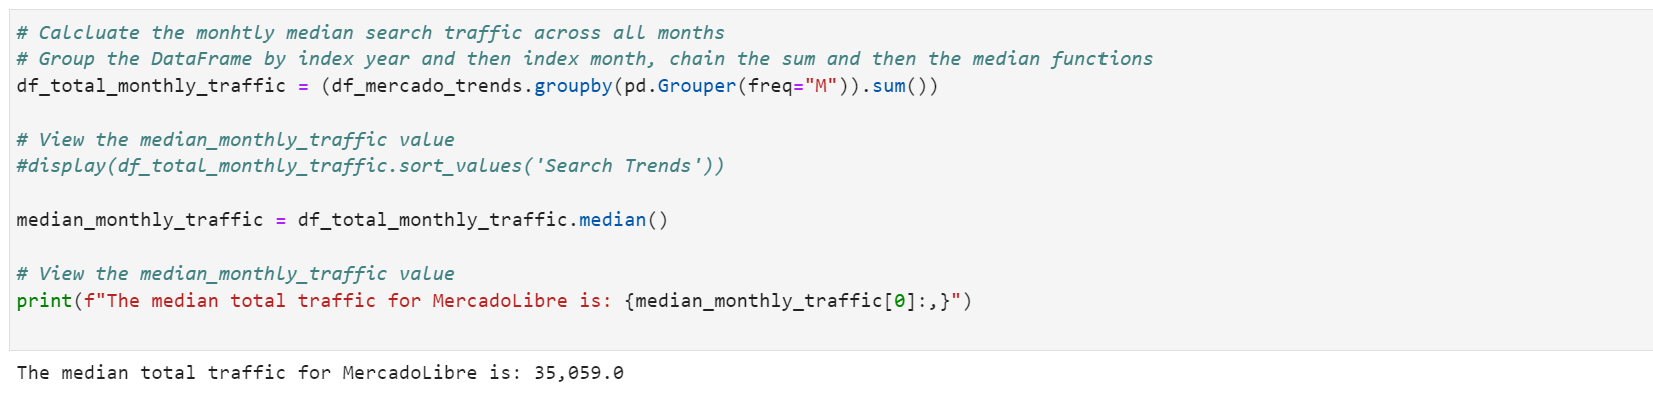 # Calcluate the monhtly median search traffic across all months
# Group the DataFrame by index year and then index month, chain the sum and then the median functions
df_total_monthly_traffic = (df_mercado_trends.groupby(pd.Grouper(freq="M")).sum())
# View the median_monthly_traffic value
#display(df_total_monthly_traffic.sort_values('Search Trends'))
median_monthly_traffic = df_total_monthly_traffic.median()
# View the median_monthly_traffic value
print(f"The median total traffic for MercadoLibre is: {median_monthly_traffic[0]:,}")
The median total traffic for MercadoLibre is: 35,059.0